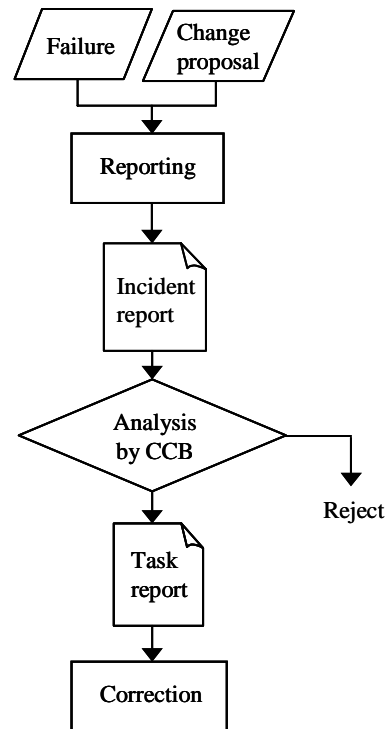 Failure
Change
proposal
Reporting
Incident
report
Analysis
by CCB
Reject
Task
report
Correction